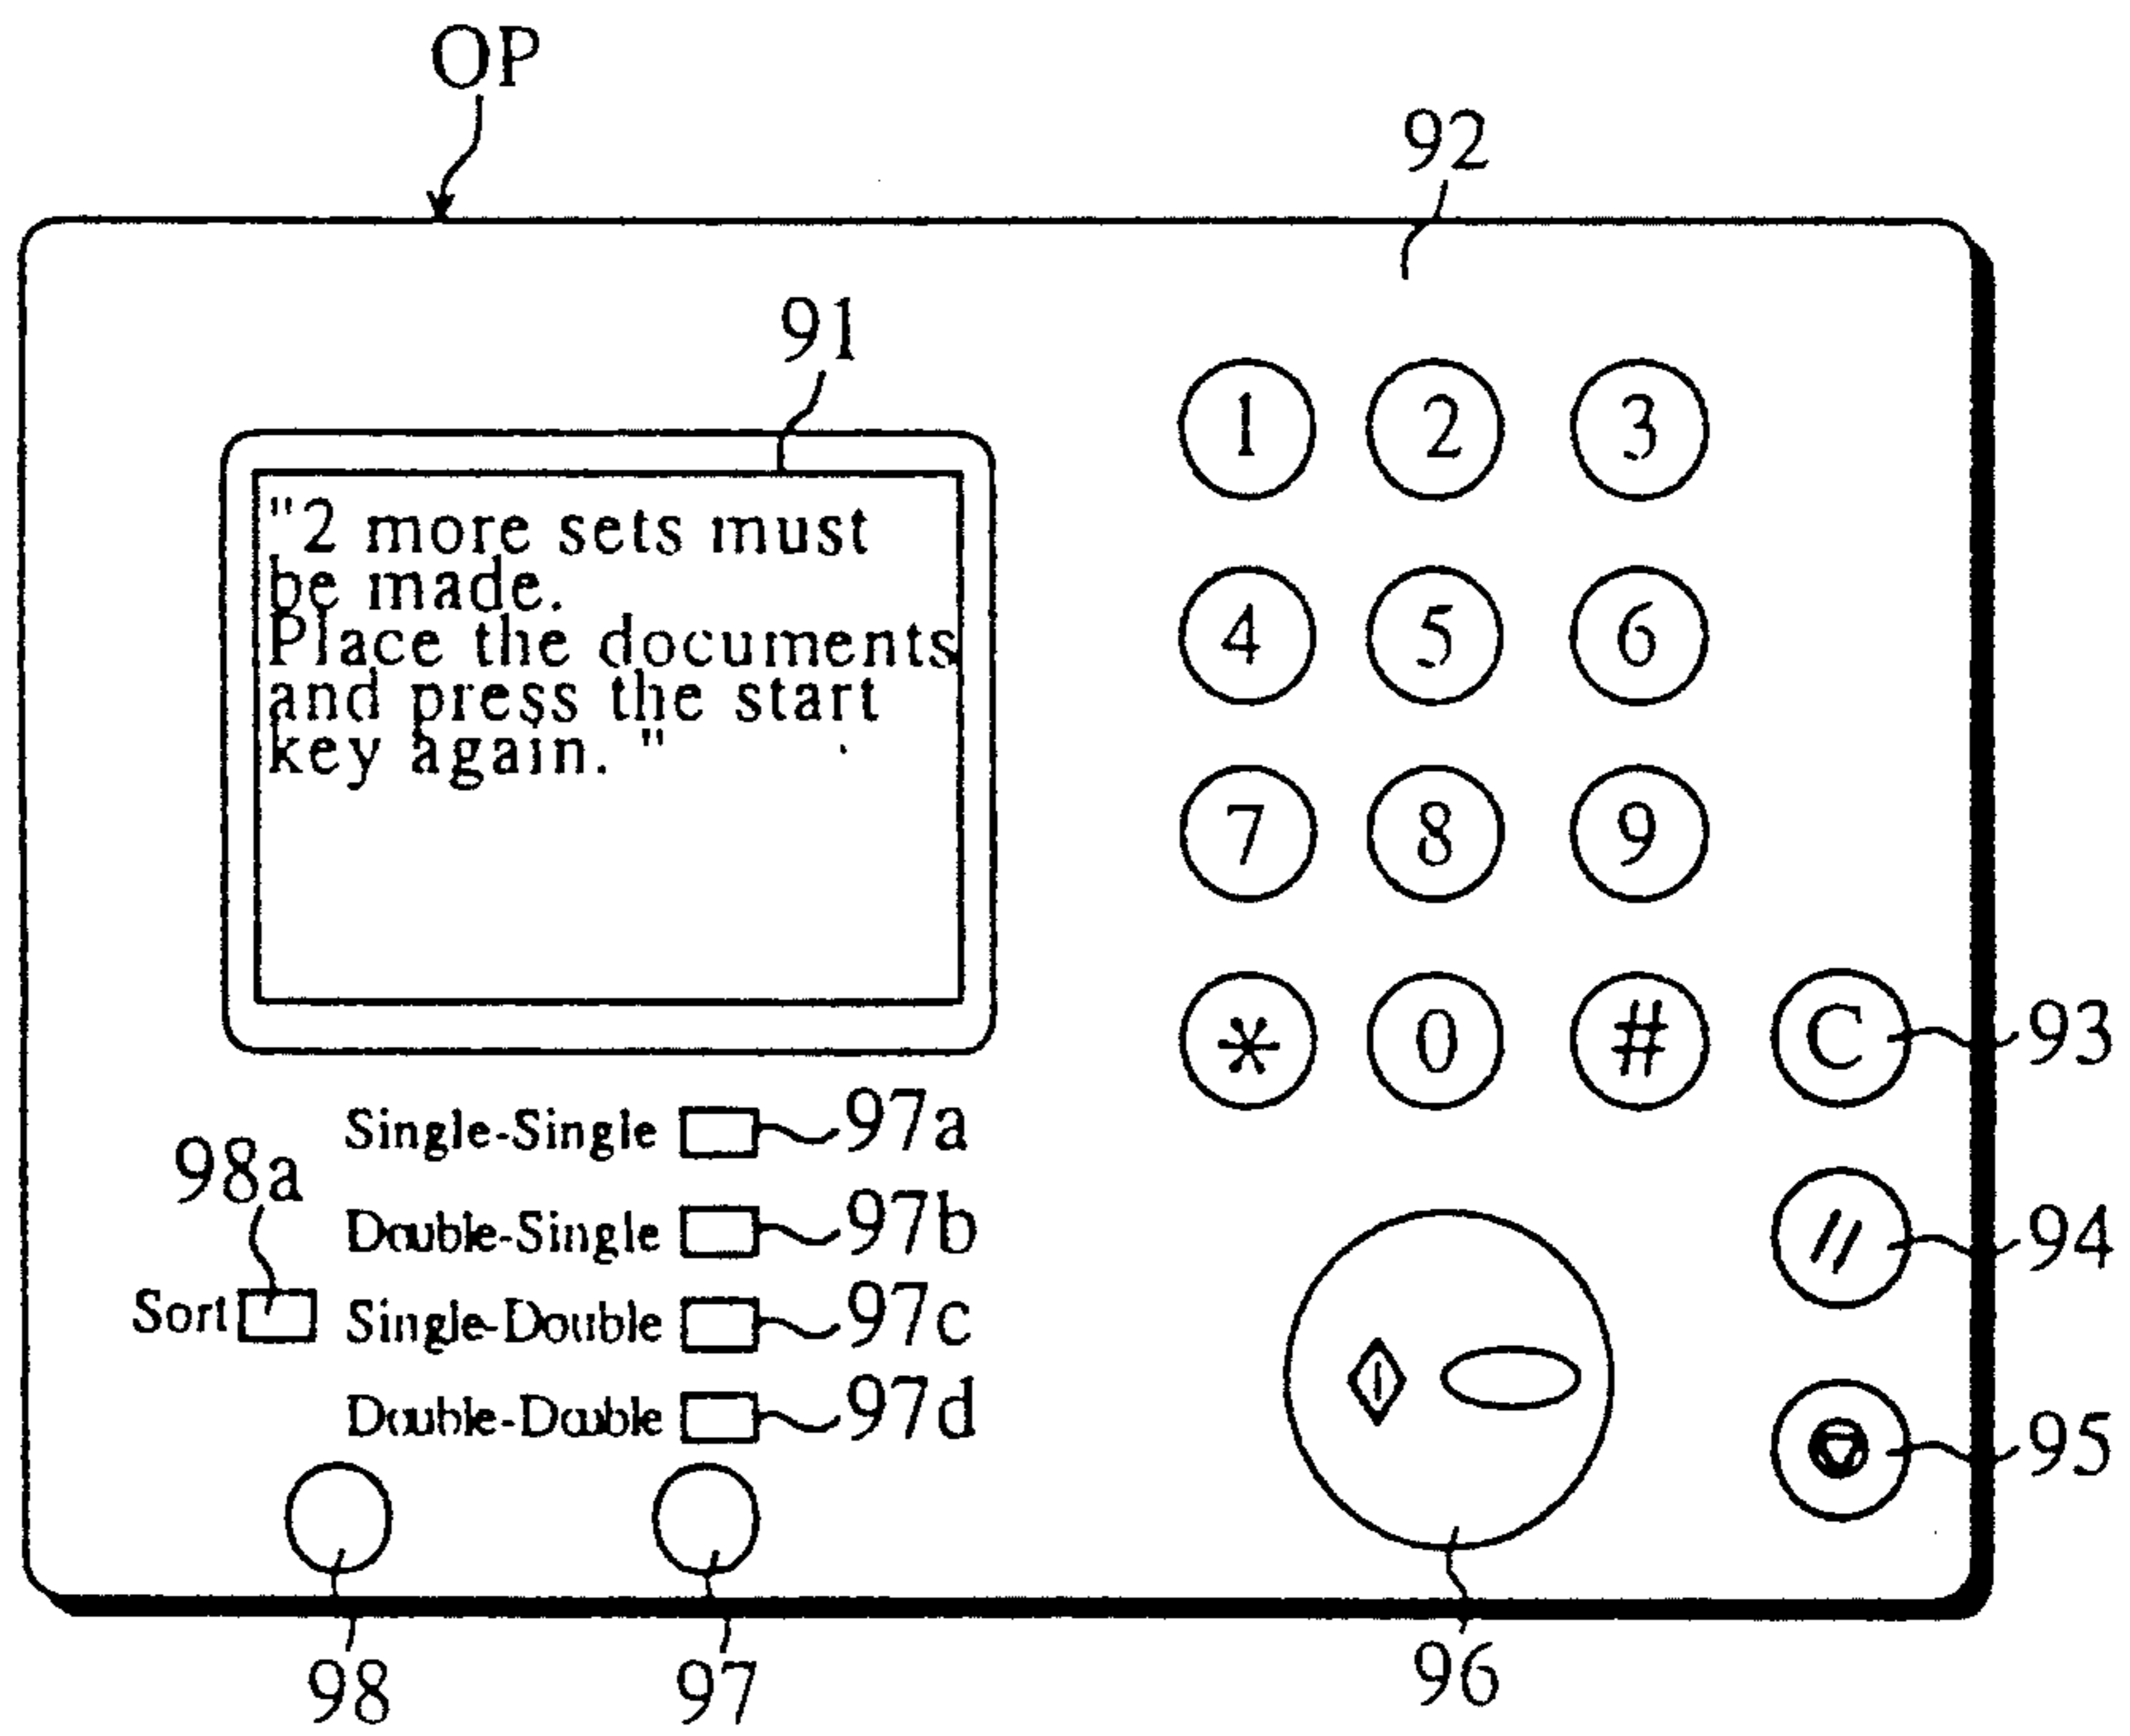 OP
92
91
"2 more sets must
be made.
Place the documents
and press the start
key again. "
1 2 3
4 5 6
7 8 9
* 0 # C 93
Single-Single 97a
98a
Double-Single 97b
94
Sort Single-Double 97c
Double-Double 97d
95
98 97 96